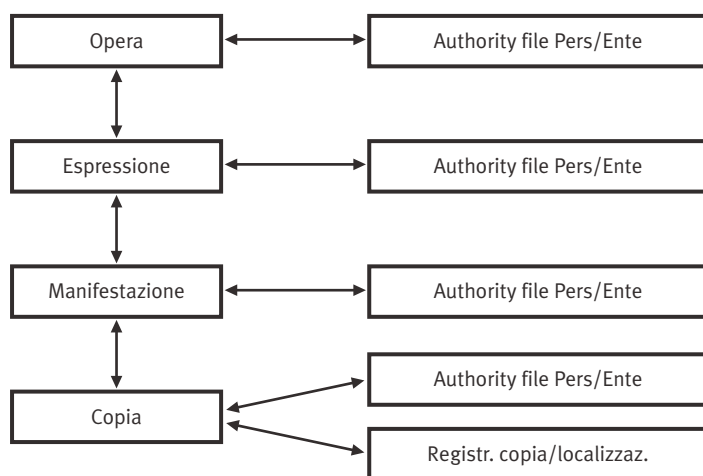 Opera
Authority file Pers/Ente
Espressione
Authority file Pers/Ente
Manifestazione
Authority file Pers/Ente
Authority file Pers/Ente
Copia
Registr. copia/localizzaz.